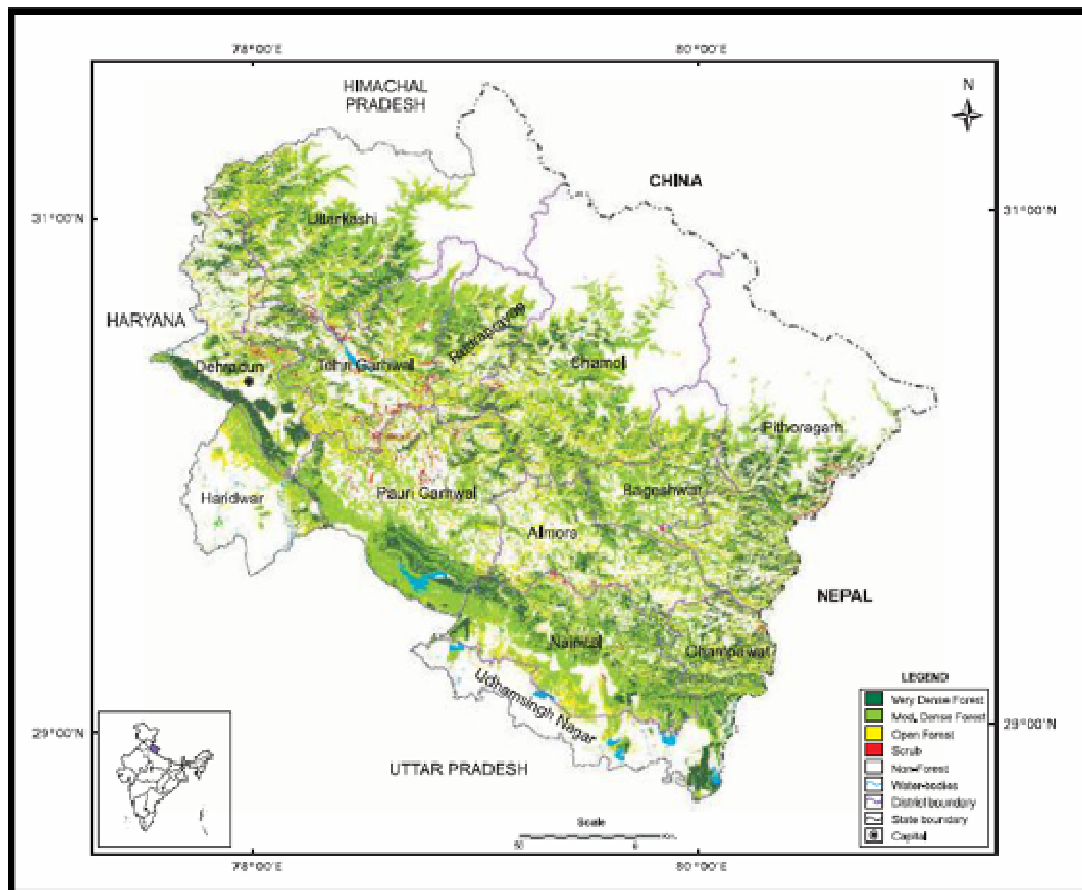 78°00'E
80°00'E
HIMACHAL
PRADESH
N
CHINA
31°00'N
31°00'N
Uttarkashi
HARYANA
Rudraprayag
Dehradun
Tehri Garhwal
Chamoli
Pithoragarh
Haridwar
Pauri Garhwal
Bageshwar
Almora
NEPAL
Nainital
Champawat
Udhamsingh Nagar
LEGEND
Very Dense Forest
Mod. Dense Forest
Open Forest
Scrub
Non-Forest
Water-bodies
District boundary
State boundary
Capital
29°00'N
29°00'N
UTTAR PRADESH
Scale
78°00'E
80°00'E